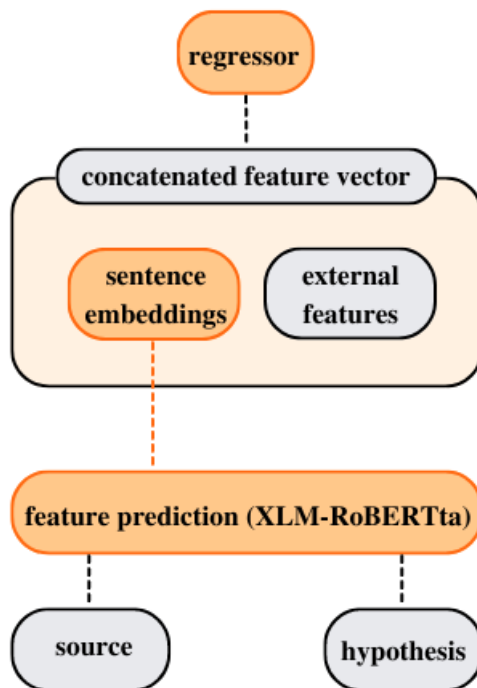 regressor
concatenated feature vector
sentence
embeddings
external
features
feature prediction (XLM-RoBERTta)
source
hypothesis